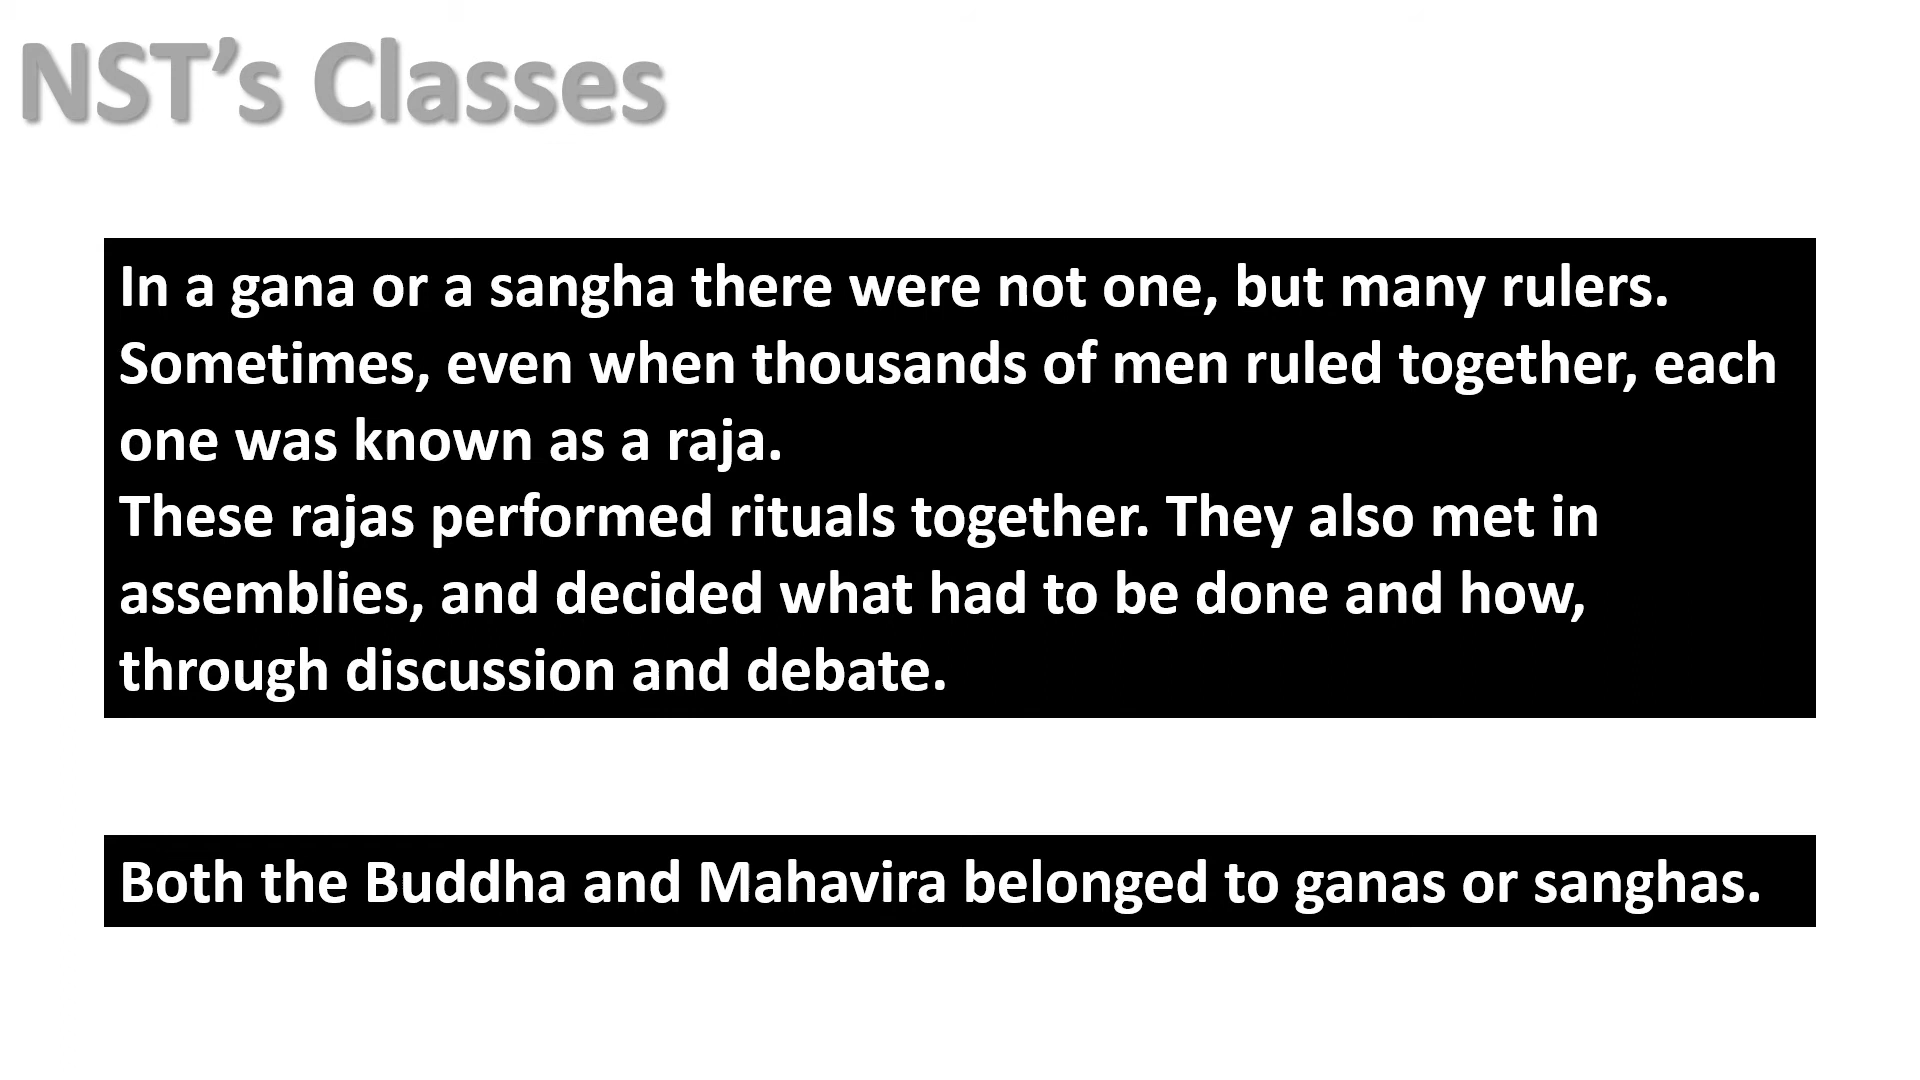 NST’s Classes
In a gana or a sangha there were not one, but many rulers.
Sometimes, even when thousands of men ruled together, each
one was known as a raja.
These rajas performed rituals together. They also met in
assemblies, and decided what had to be done and how,
through discussion and debate.
Both the Buddha and Mahavira belonged to ganas or sanghas.